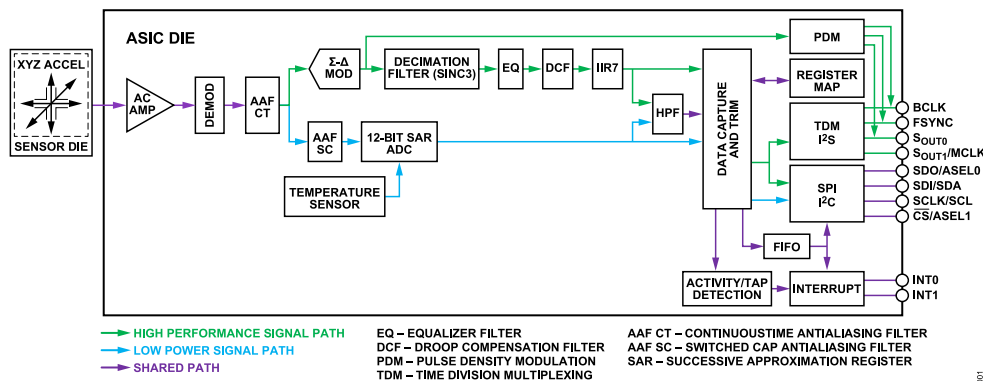 ASIC DIE
XYZ ACCEL
SENSOR DIE
AC
AMP
DEMOD
AAF
CT
Σ-Δ
MOD
DECIMATION
FILTER (SINC3)
EQ
DCF
IIR7
AAF
SC
12-BIT SAR
ADC
TEMPERATURE
SENSOR
HPF
DATA CAPTURE
AND TRIM
PDM
REGISTER
MAP
TDM
I²S
SPI
I²C
FIFO
ACTIVITY/TAP
DETECTION
INTERRUPT
BCLK
FSYNC
SOUT0
SOUT1/MCLK
SDO/ASEL0
SDI/SDA
SCLK/SCL
C̅S̅/ASEL1
INT0
INT1
HIGH PERFORMANCE SIGNAL PATH
LOW POWER SIGNAL PATH
SHARED PATH
EQ – EQUALIZER FILTER
DCF – DROOP COMPENSATION FILTER
PDM – PULSE DENSITY MODULATION
TDM – TIME DIVISION MULTIPLEXING
AAF CT – CONTINUOUSTIME ANTIALIASING FILTER
AAF SC – SWITCHED CAP ANTIALIASING FILTER
SAR – SUCCESSIVE APPROXIMATION REGISTER
001